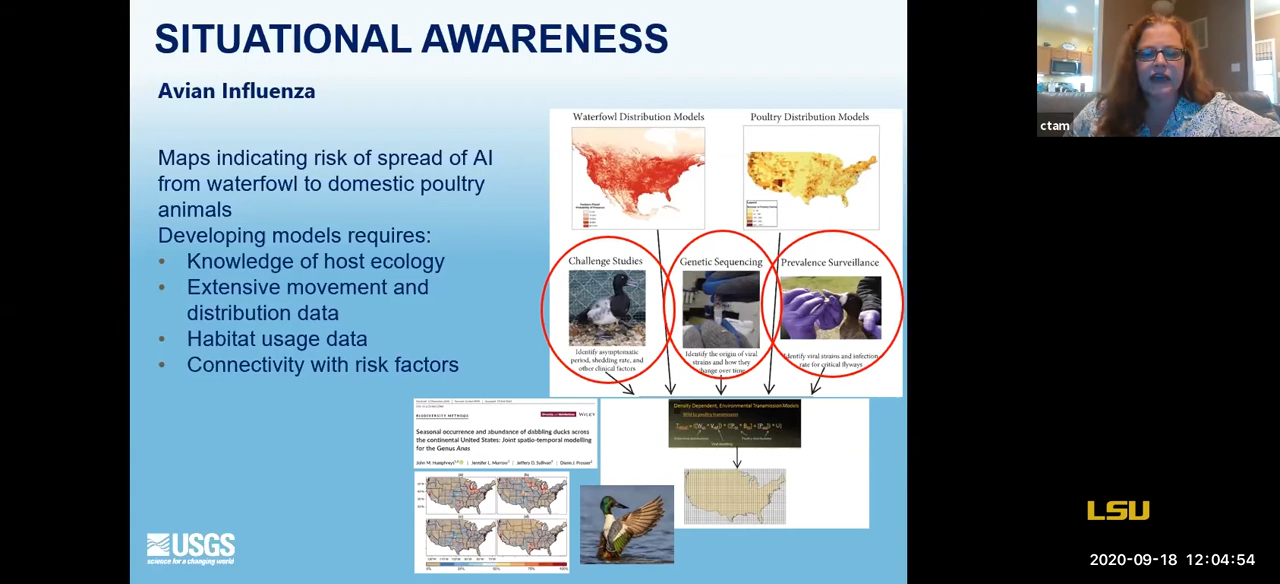 SITUATIONAL AWARENESS
Avian Influenza
Maps indicating risk of spread of AI
from waterfowl to domestic poultry
animals
Developing models requires:
• Knowledge of host ecology
• Extensive movement and
distribution data
• Habitat usage data
• Connectivity with risk factors
Waterfowl Distribution Models
Poultry Distribution Models
Challenge Studies
Genetic Sequencing
Prevalence Surveillance
Identify asymptomatic
period, shedding rate, and
other clinical factors
Identify the origin of viral
strains and how they
change over time
Identify viral strains and infection
rate for critical flyways
Density Dependent, Environmental Transmission Models
Wild to poultry transmission
BIODIVERSITY METHODS
WILEY
Seasonal occurrence and abundance of dabbling ducks across
the continental United States: Joint spatio-temporal modelling
for the Genus Anas
John M. Humphreys | Jennifer L. Murrow | Jeffery D. Sullivan | Diann J. Prosser
USGS
science for a changing world
ctam
LSU
2020-09-18 12:04:54